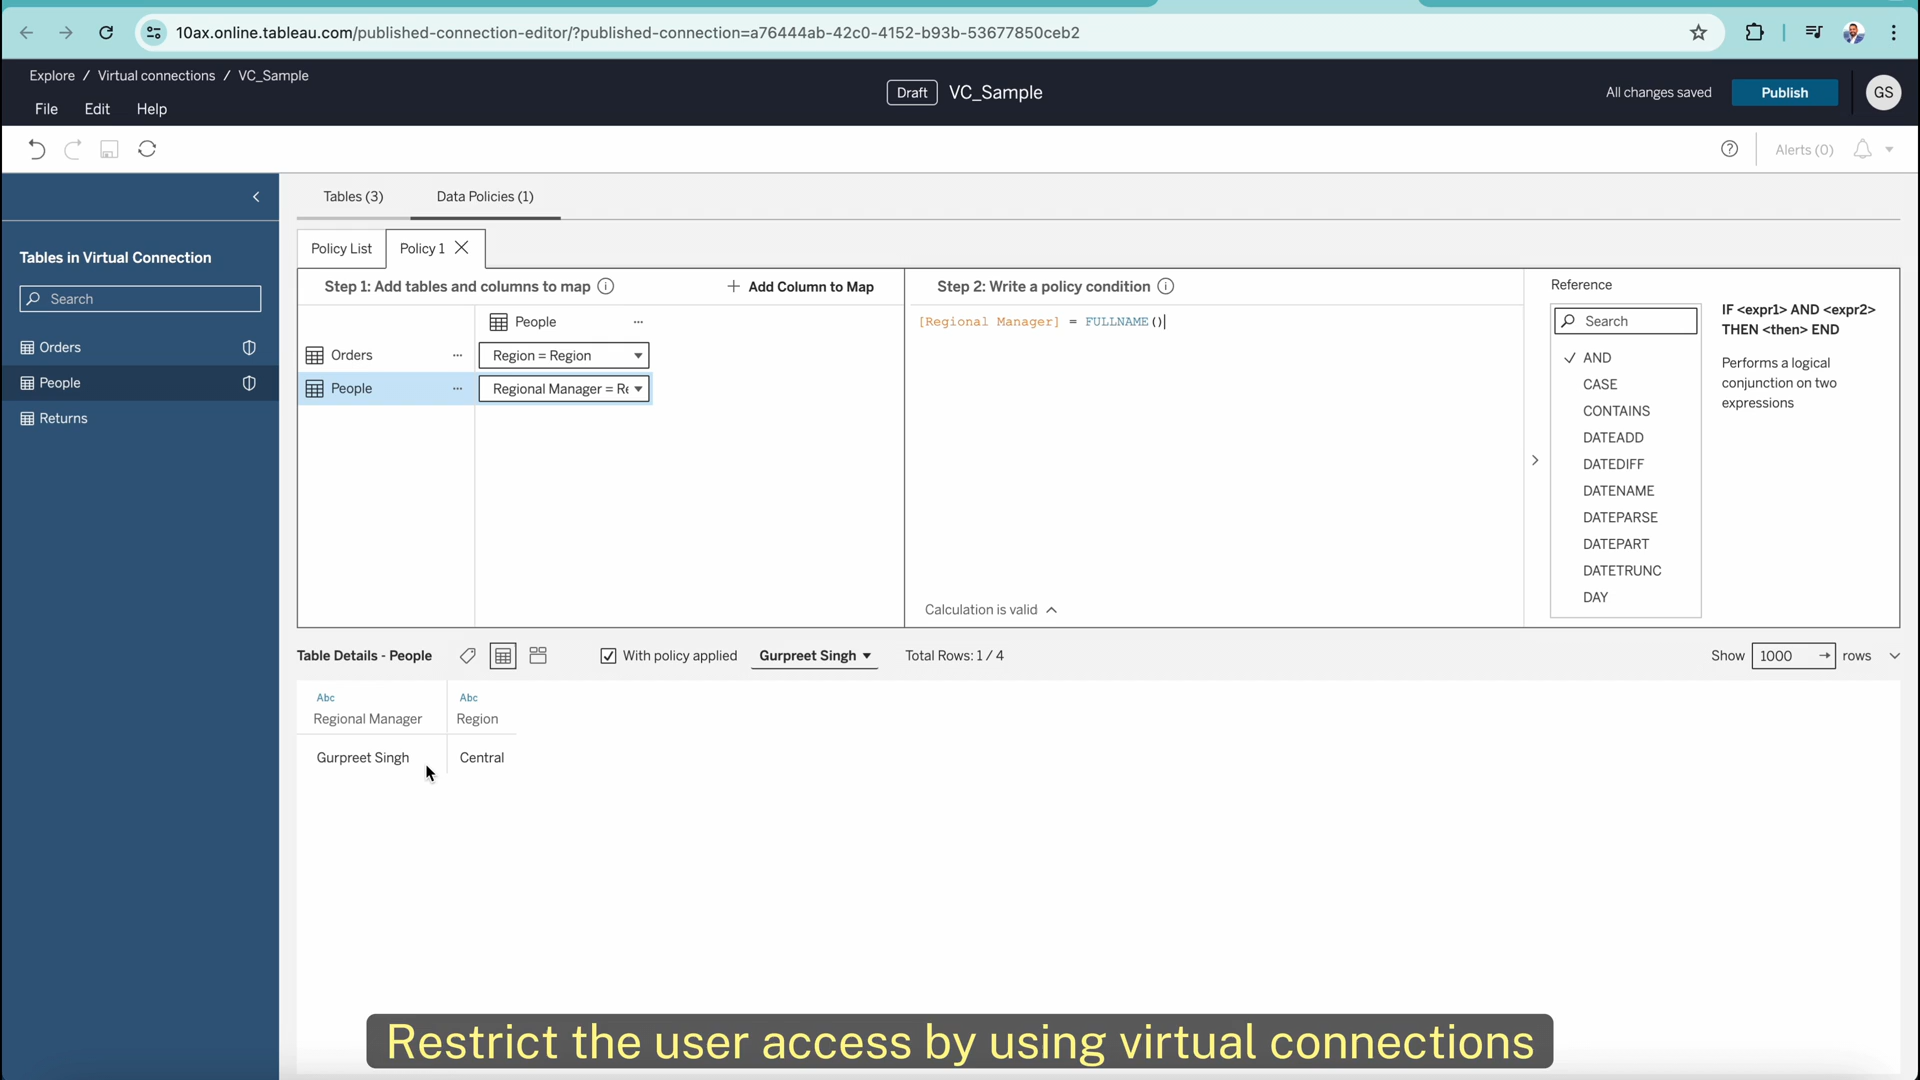 10ax.online.tableau.com/published-connection-editor/?published-connection=a76444ab-42c0-4152-b93b-53677850ceb2
Explore / Virtual connections / VC_Sample
File Edit Help
Draft VC_Sample
All changes saved Publish GS
Alerts (0)
Tables in Virtual Connection
Search
Orders
People
Returns
Tables (3) Data Policies (1)
Policy List Policy 1
Step 1: Add tables and columns to map + Add Column to Map
People ...
Orders ... Region = Region
People ... Regional Manager = Re
Step 2: Write a policy condition
[Regional Manager] = FULLNAME()
Calculation is valid
Reference
Search
AND
CASE
CONTAINS
DATEADD
DATEDIFF
DATENAME
DATEPARSE
DATEPART
DATETRUNC
DAY
IF <expr1> AND <expr2>
THEN <then> END
Performs a logical
conjunction on two
expressions
Table Details - People With policy applied Gurpreet Singh Total Rows: 1 / 4 Show 1000 rows
Abc Abc
Regional Manager Region
Gurpreet Singh Central
Restrict the user access by using virtual connections